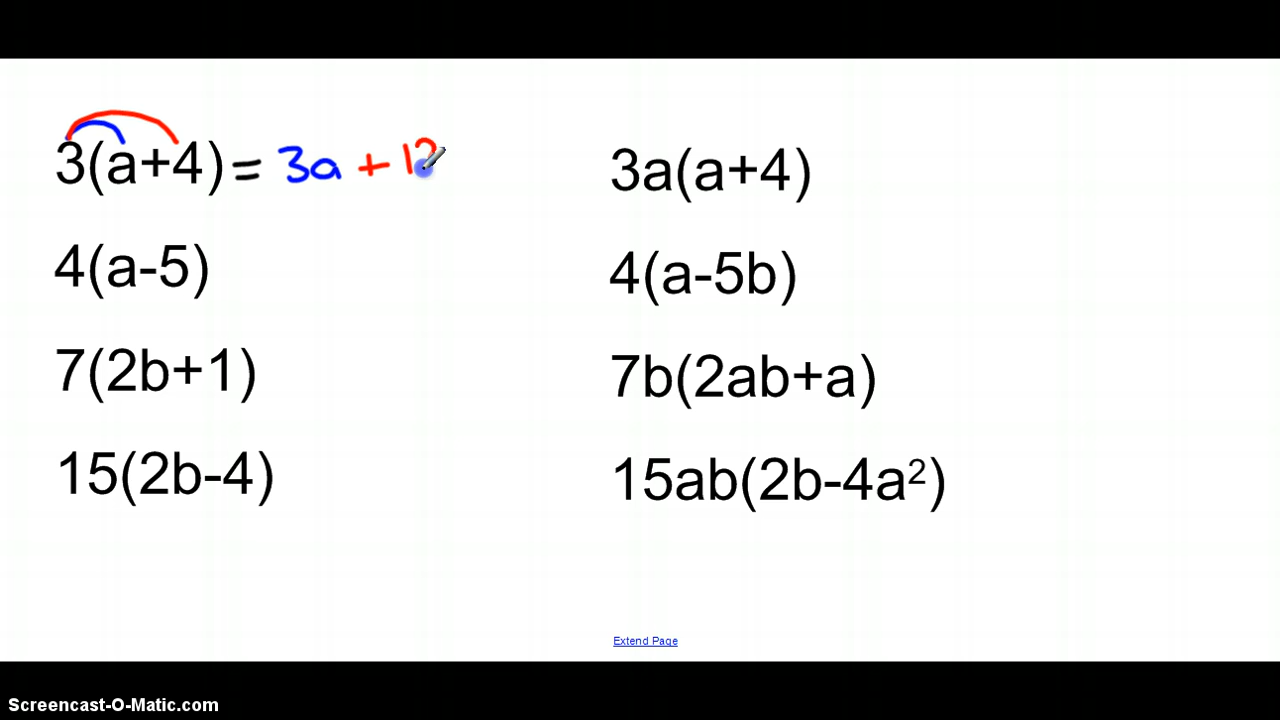 3(a+4) = 3a + 12
4(a-5)
7(2b+1)
15(2b-4)
3a(a+4)
4(a-5b)
7b(2ab+a)
15ab(2b-4a²)
Extend Page
Screencast-O-Matic.com